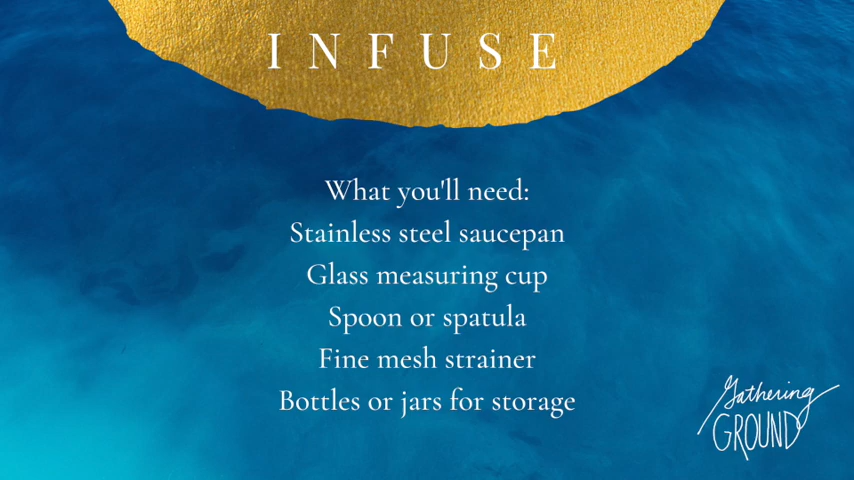 INFUSE
What you'll need:
Stainless steel saucepan
Glass measuring cup
Spoon or spatula
Fine mesh strainer
Bottles or jars for storage
Gathering
GROUND